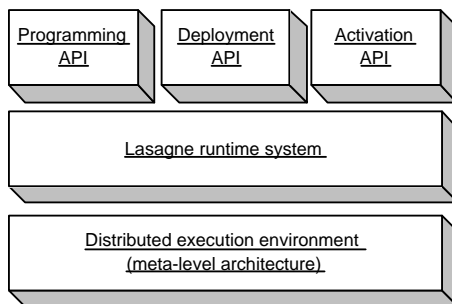 Programming
API
Deployment
API
Activation
API
Lasagne runtime system
Distributed execution environment
(meta-level architecture)